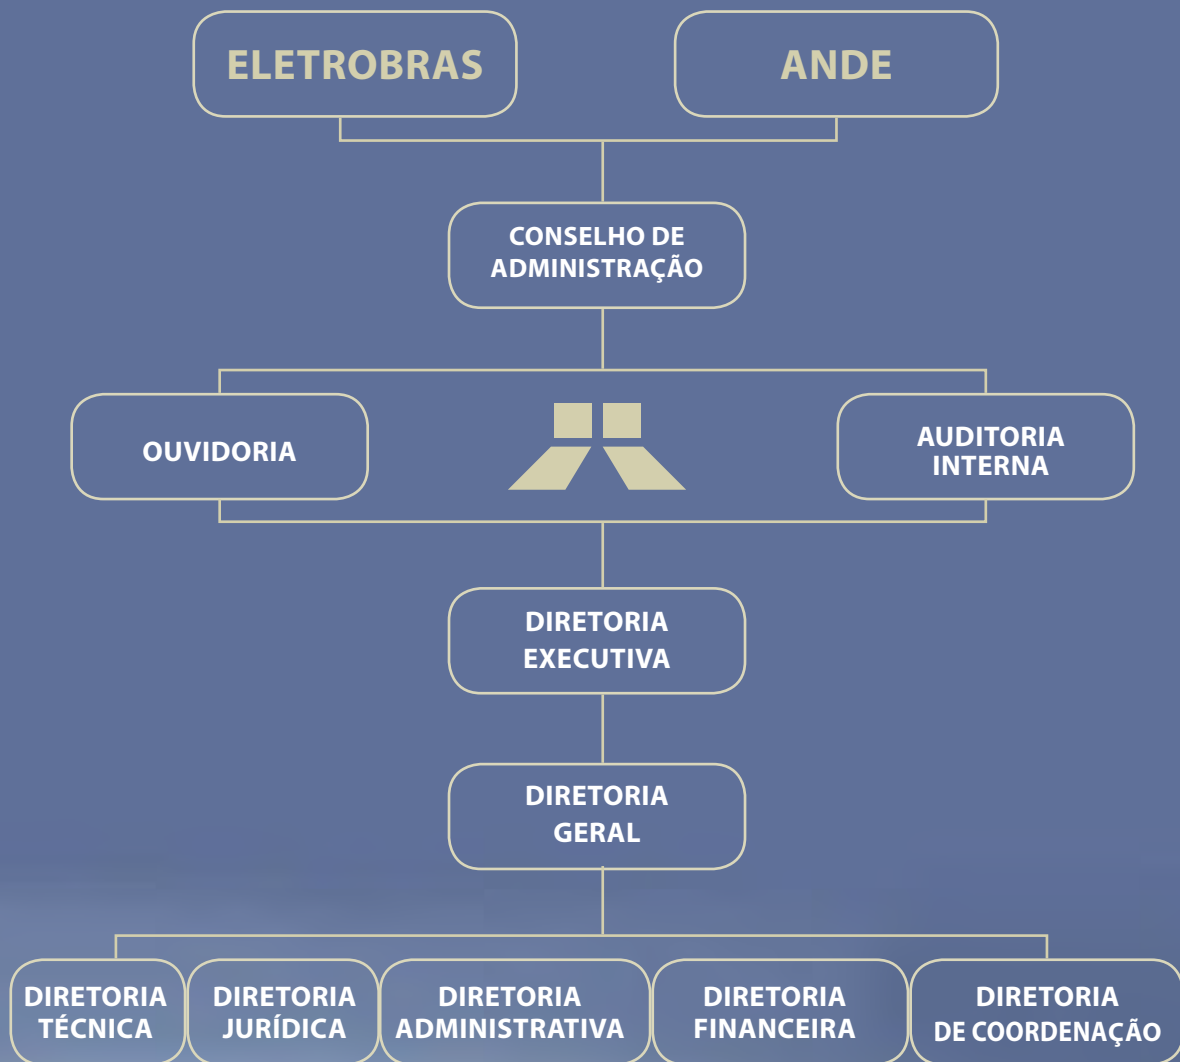 ELETROBRAS
ANDE
CONSELHO DE
ADMINISTRAÇÃO
OUVIDORIA
AUDITORIA
INTERNA
DIRETORIA
EXECUTIVA
DIRETORIA
GERAL
DIRETORIA
TÉCNICA
DIRETORIA
JURÍDICA
DIRETORIA
ADMINISTRATIVA
DIRETORIA
FINANCEIRA
DIRETORIA
DE COORDENAÇÃO